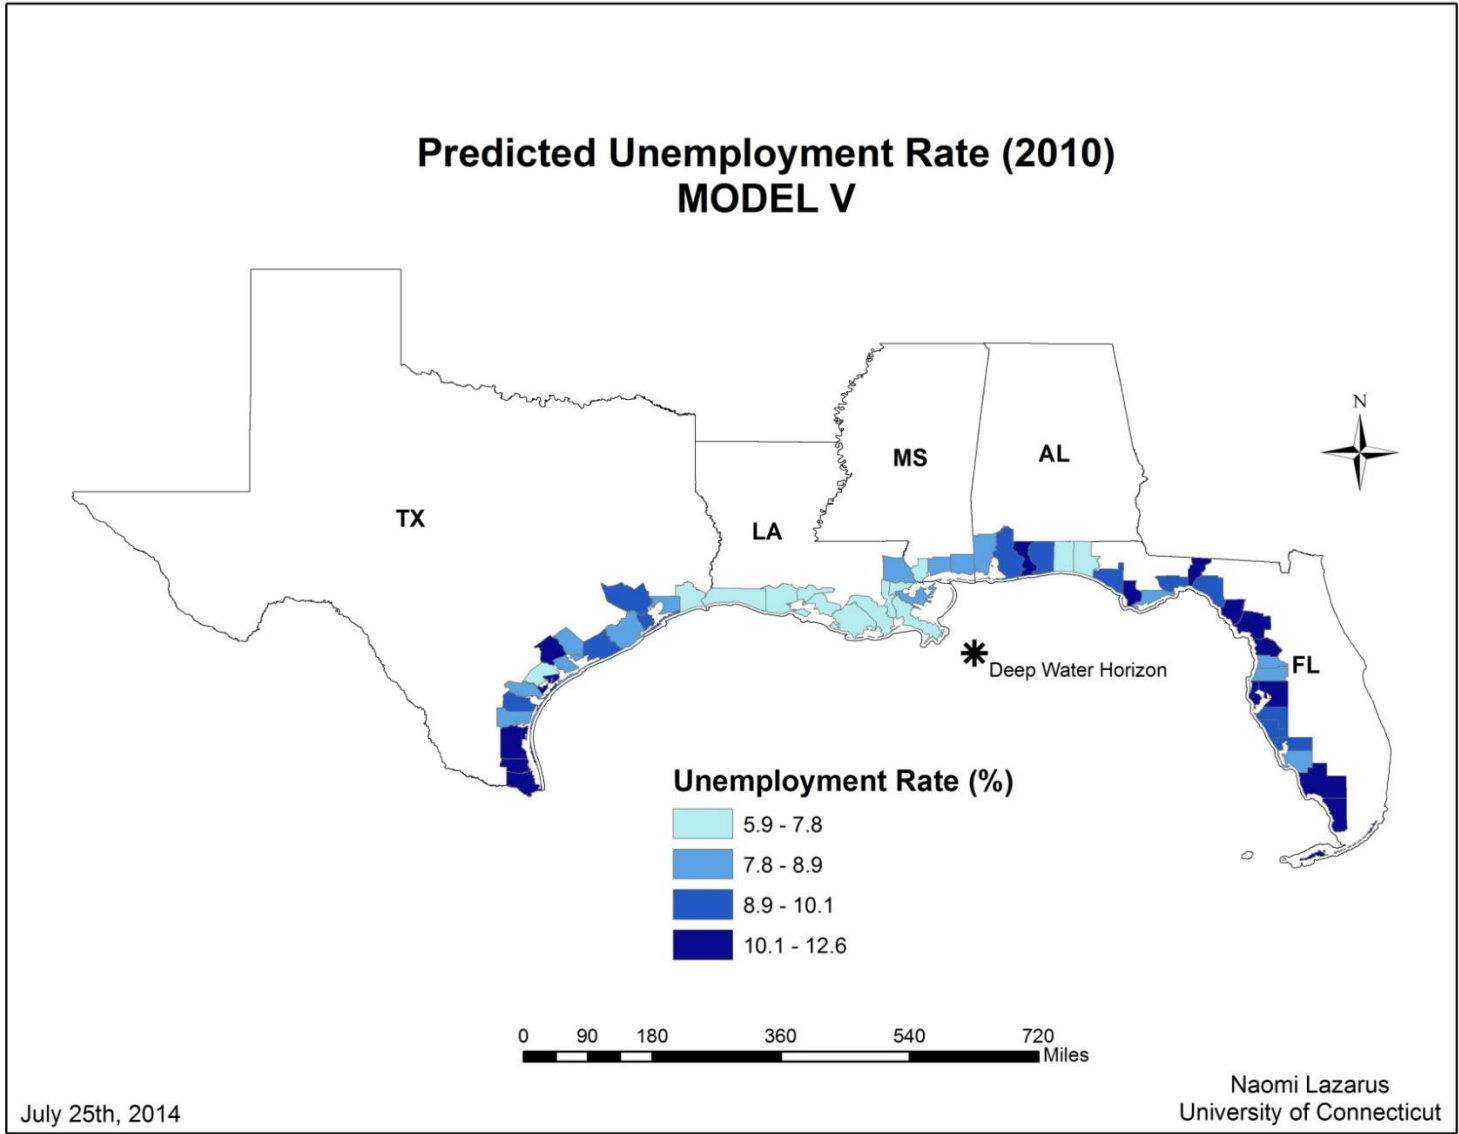 Predicted Unemployment Rate (2010)
MODEL V
N
MS
AL
TX
LA
FL
Deep Water Horizon
Unemployment Rate (%)
5.9 - 7.8
7.8 - 8.9
8.9 - 10.1
10.1 - 12.6
0 90 180 360 540 720
Miles
July 25th, 2014
Naomi Lazarus
University of Connecticut